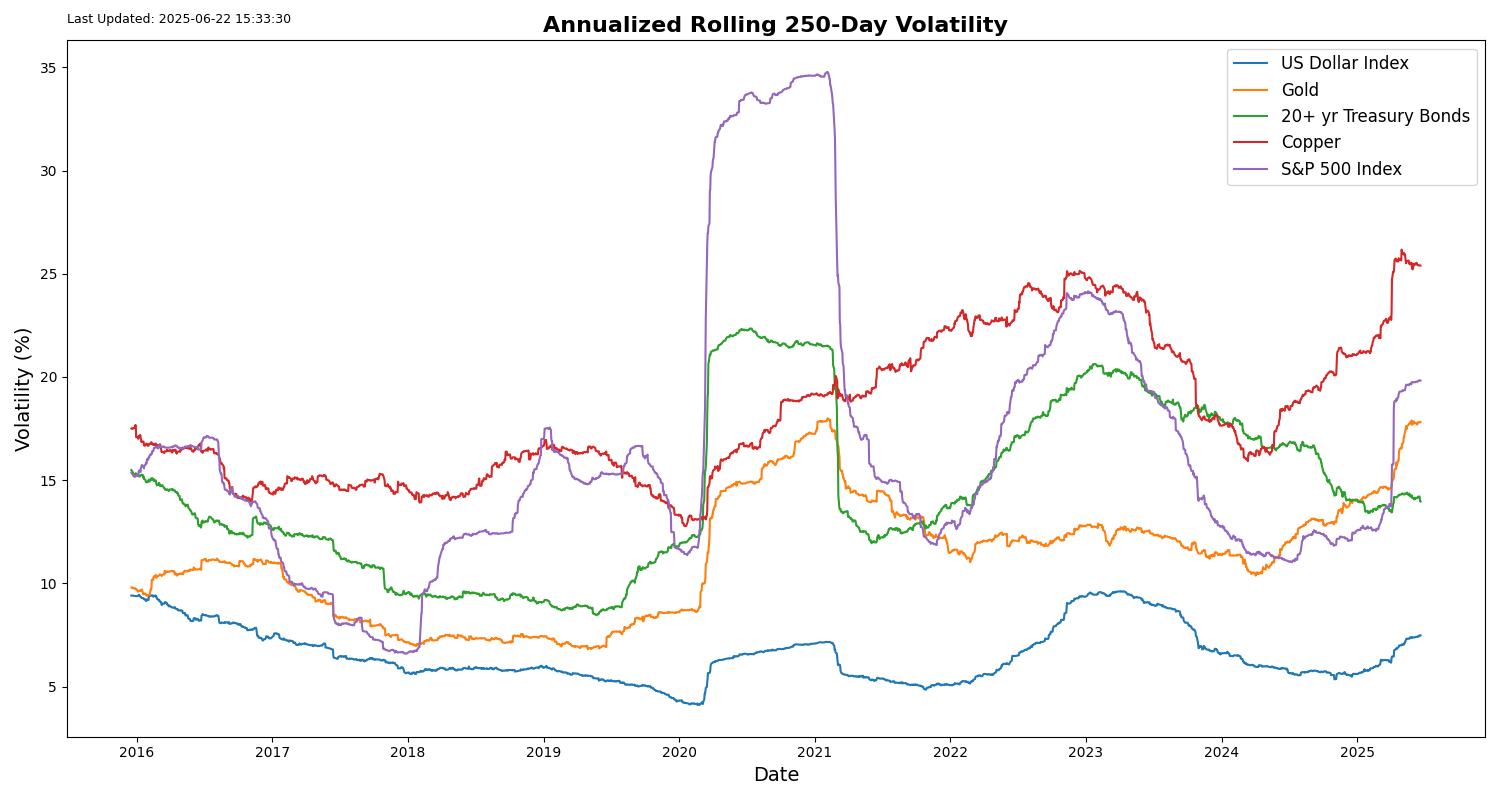 Last Updated: 2025-06-22 15:33:30
Annualized Rolling 250-Day Volatility
US Dollar Index
Gold
20+ yr Treasury Bonds
Copper
S&P 500 Index
Volatility (%)
35
30
25
20
15
10
5
2016 2017 2018 2019 2020 2021 2022 2023 2024 2025
Date